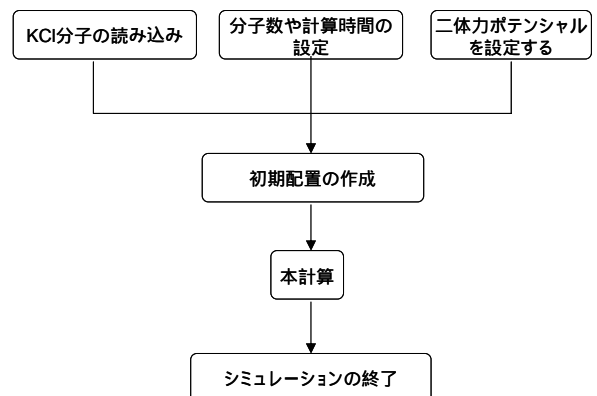 KCl分子の読み込み
分子数や計算時間の
設定
二体力ポテンシャル
を設定する
初期配置の作成
本計算
シミュレーションの終了